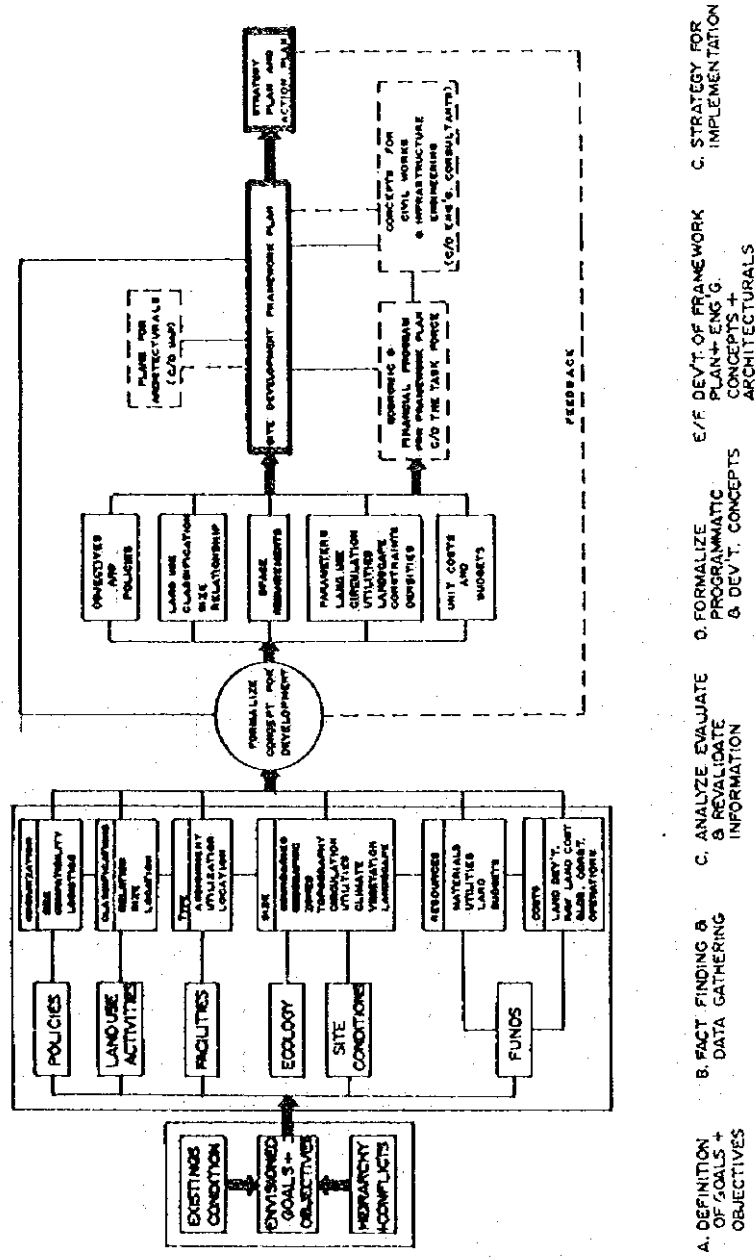 EXISTINGS
CONDITION
ENVISIONED
GOALS +
OBJECTIVES
HIERARCHY
+CONFLICTS
POLICIES
LAND USE
ACTIVITIES
FACILITIES
ECOLOGY
SITE
CONDITIONS
FUNDS
SIZE
COMPATIBILITY
LOCATION
CLASSIFICATIONS
RELATION
SIZE
LOCATION
TYPE
ASSIGNMENT
UTILIZATION
LOCATION
SIZE
TOPOGRAPHY
CIRCULATION
UTILITIES
CLIMATE
VEGETATION
LANDSCAPE
RESOURCES
MATERIALS
UTILITIES
LAND
BUDGETS
COSTS
LAND DEV'T.
RAW LAND COST
BLDG. CONST.
OPERATIONS
FORMALIZE
CONCEPT FOR
DEVELOPMENT
OBJECTIVES
AND
POLICIES
LAND USE
CLASSIFICATION
SIZE
RELATIONSHIP
SPACE
REQUIREMENTS
PARAMETERS
LAND USE
CIRCULATION
UTILITIES
LANDSCAPE
CONSTRAINTS
DENSITIES
UNIT COSTS
AND
BUDGETS
PLANS FOR
ARCHITECTURALS
SITE DEVELOPMENT FRAMEWORK PLAN
ECONOMIC &
FINANCIAL PROGRAM
FOR FRAMEWORK PLAN
(C/O THE TASK FORCE)
CONCEPTS FOR
CIVIL WORKS
& INFRASTRUCTURE
ENGINEERING
(C/O ENG'G. CONSULTANTS)
STRATEGY
PLAN AND
ACTION PLAN
FEEDBACK
A. DEFINITION
OF GOALS +
OBJECTIVES
B. FACT FINDING &
DATA GATHERING
C. ANALYZE EVALUATE
& REVALIDATE
INFORMATION
D. FORMALIZE
PROGRAMMATIC
& DEV'T. CONCEPTS
E/F. DEV'T. OF FRAMEWORK
PLAN+ ENG'G.
CONCEPTS +
ARCHITECTURALS
C. STRATEGY FOR
IMPLEMENTATION